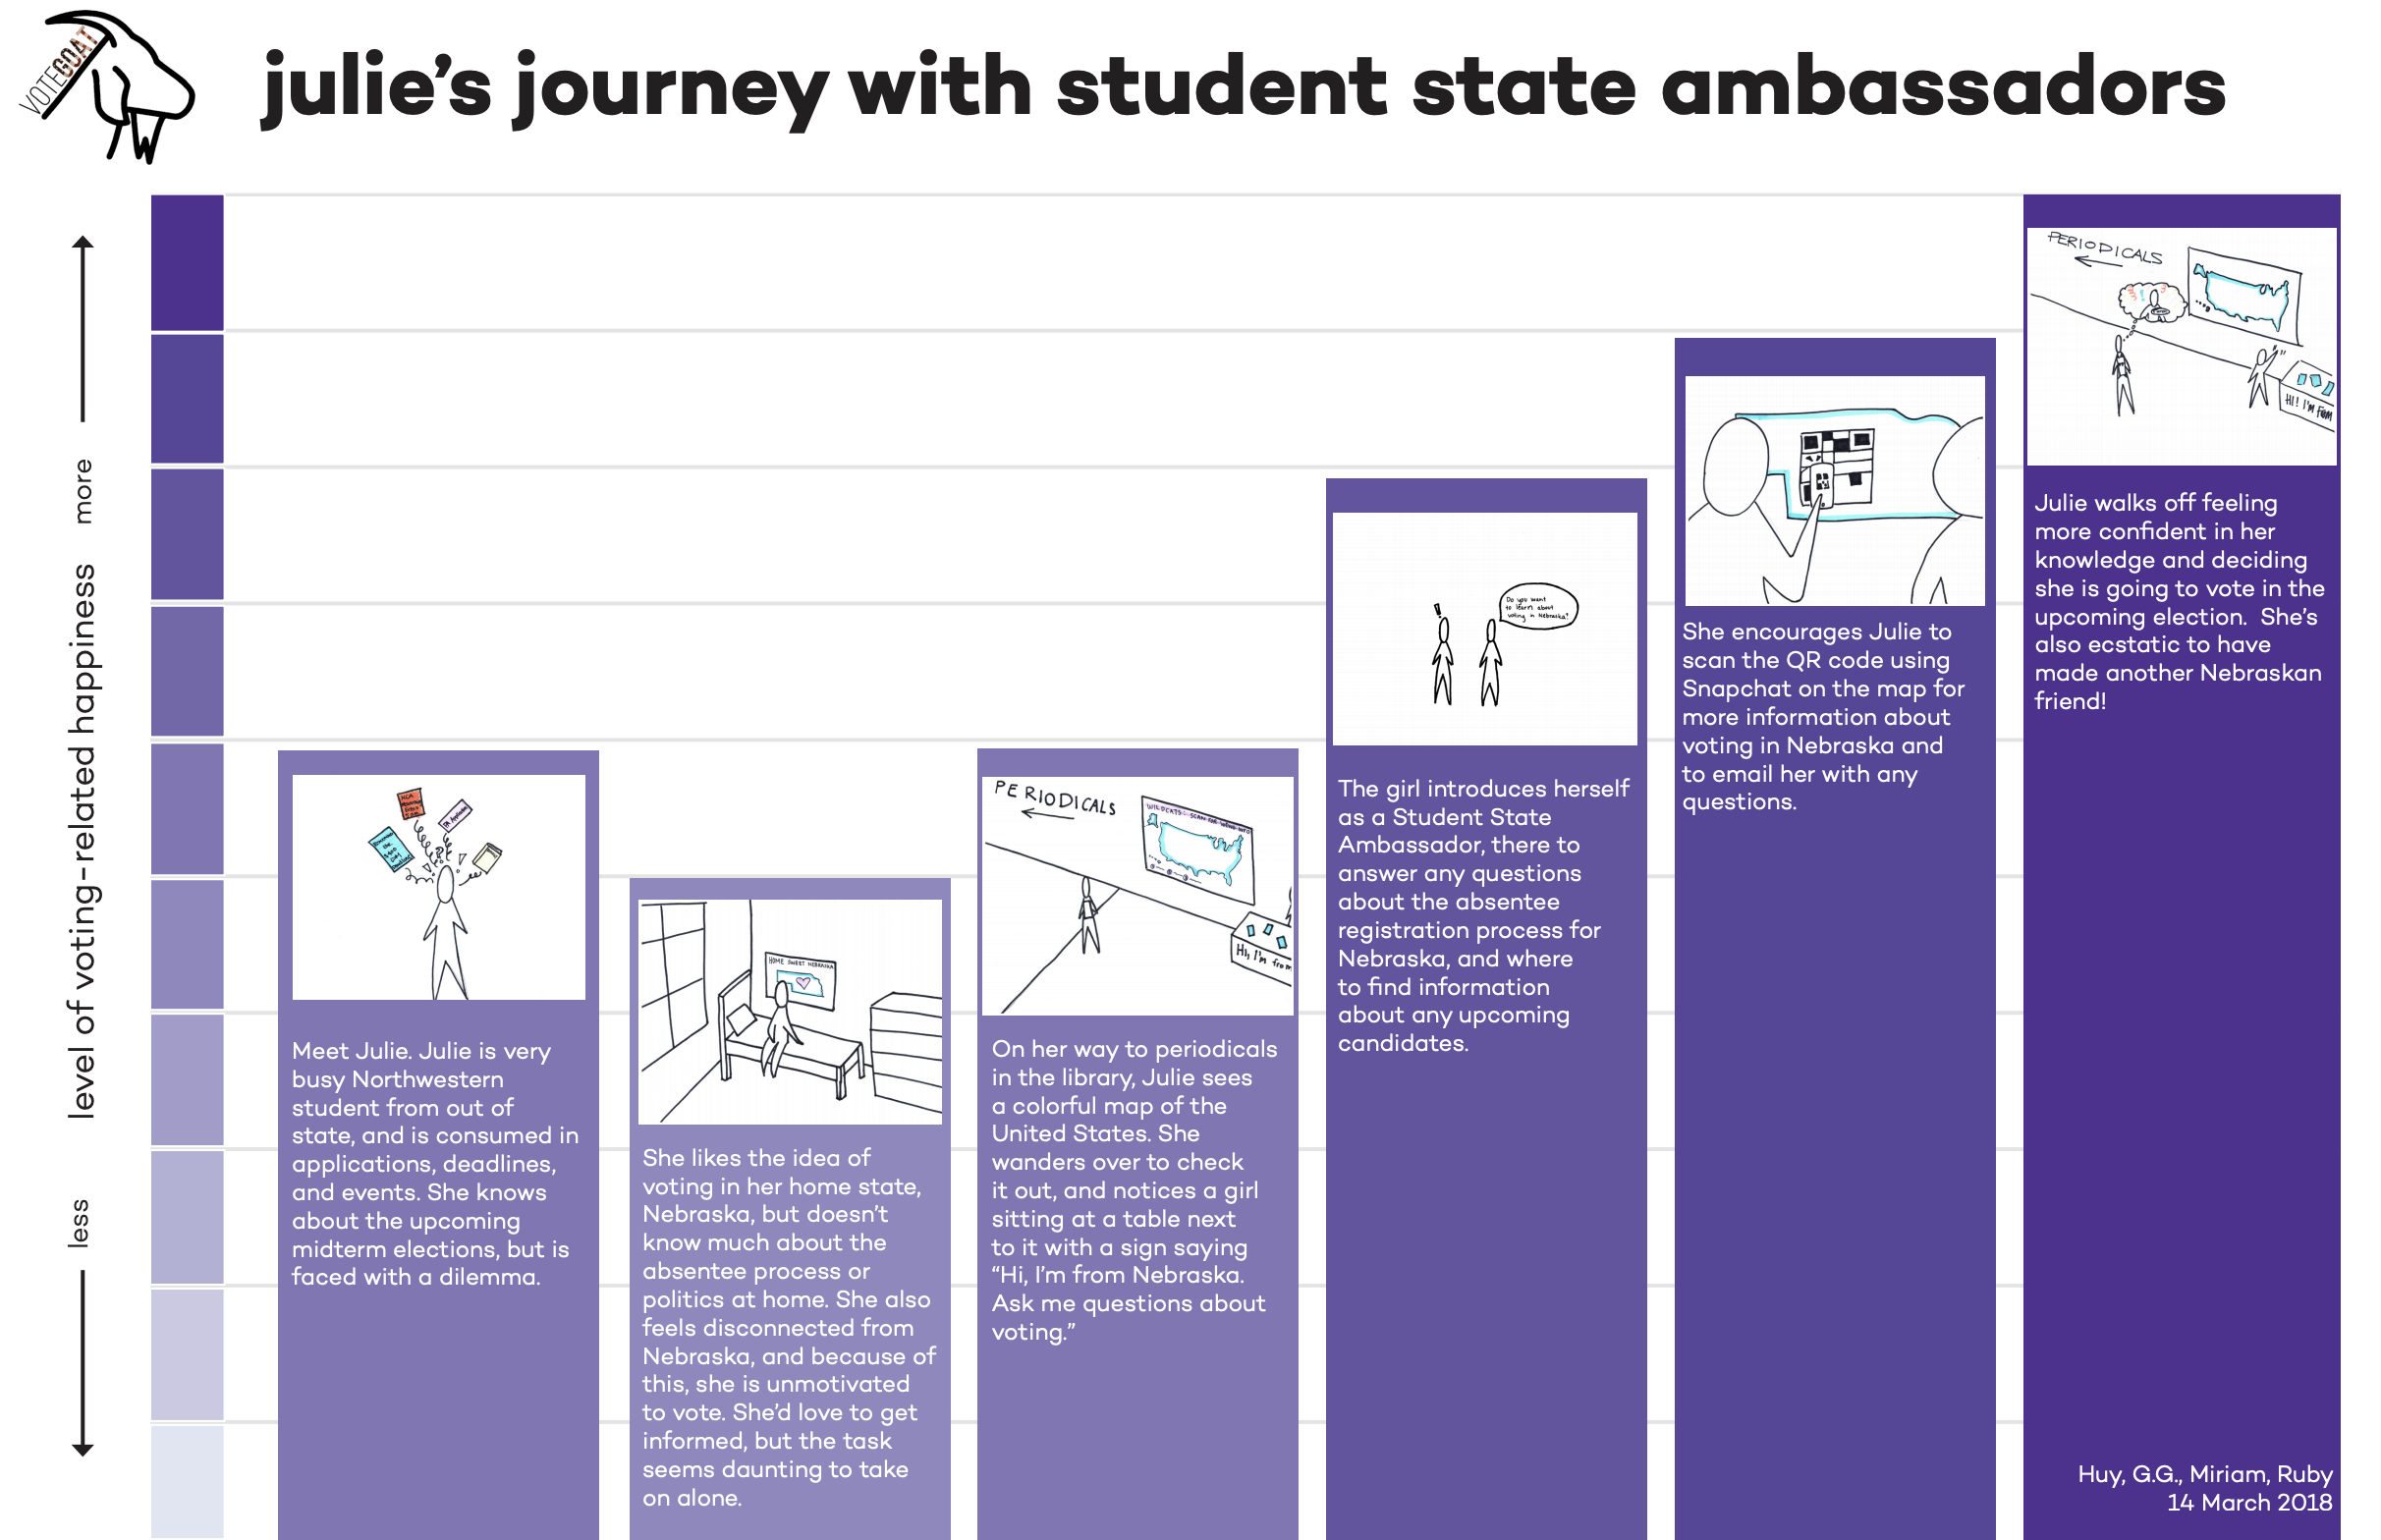 VOTEGOAT
julie’s journey with student state ambassadors
more
level of voting-related happiness
less
Meet Julie. Julie is very
busy Northwestern
student from out of
state, and is consumed in
applications, deadlines,
and events. She knows
about the upcoming
midterm elections, but is
faced with a dilemma.
HOME SWEET NEBRASKA
She likes the idea of
voting in her home state,
Nebraska, but doesn’t
know much about the
absentee process or
politics at home. She also
feels disconnected from
Nebraska, and because of
this, she is unmotivated
to vote. She’d love to get
informed, but the task
seems daunting to take
on alone.
PERIODICALS
WILDCATS: SCAN FOR VOTING INFO
Hi, I'm from
On her way to periodicals
in the library, Julie sees
a colorful map of the
United States. She
wanders over to check
it out, and notices a girl
sitting at a table next
to it with a sign saying
“Hi, I’m from Nebraska.
Ask me questions about
voting.”
!
Do you want
to learn about
voting in Nebraska?
The girl introduces herself
as a Student State
Ambassador, there to
answer any questions
about the absentee
registration process for
Nebraska, and where
to find information
about any upcoming
candidates.
She encourages Julie to
scan the QR code using
Snapchat on the map for
more information about
voting in Nebraska and
to email her with any
questions.
PERIODICALS
HI! I'M FROM
Julie walks off feeling
more confident in her
knowledge and deciding
she is going to vote in the
upcoming election.  She’s
also ecstatic to have
made another Nebraskan
friend!
Huy, G.G., Miriam, Ruby
14 March 2018